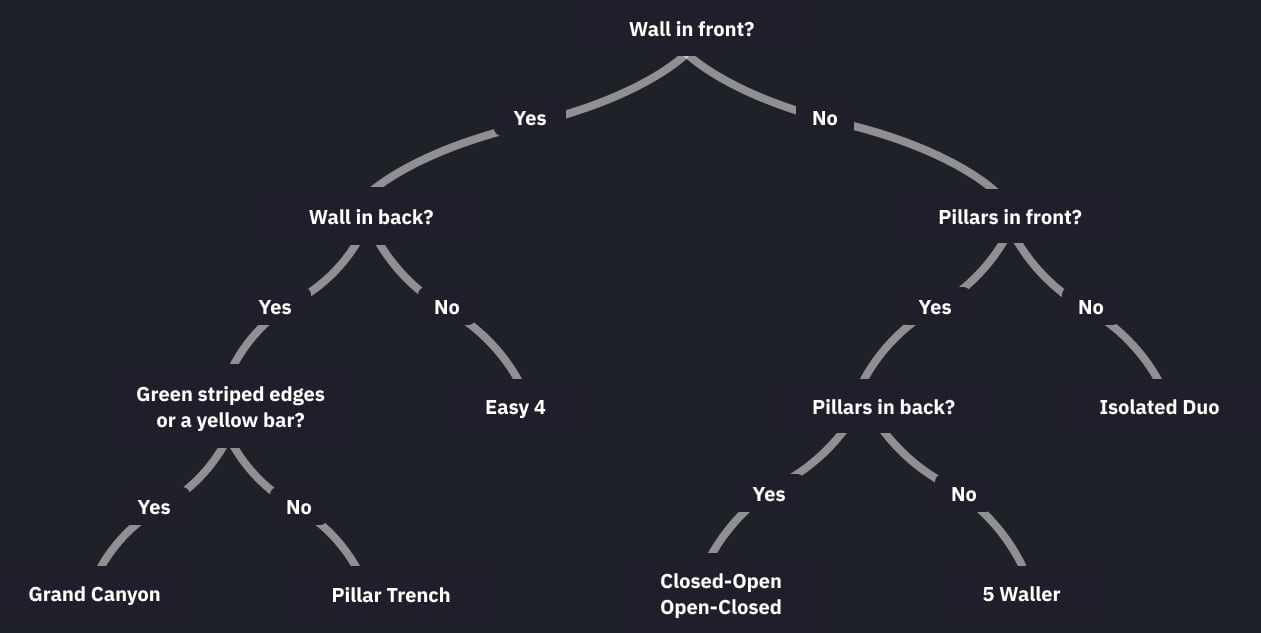 Wall in front?
Yes
No
Wall in back?
Pillars in front?
Yes
No
Yes
No
Green striped edges
or a yellow bar?
Easy 4
Pillars in back?
Isolated Duo
Yes
No
Yes
No
Grand Canyon
Pillar Trench
Closed-Open
Open-Closed
5 Waller